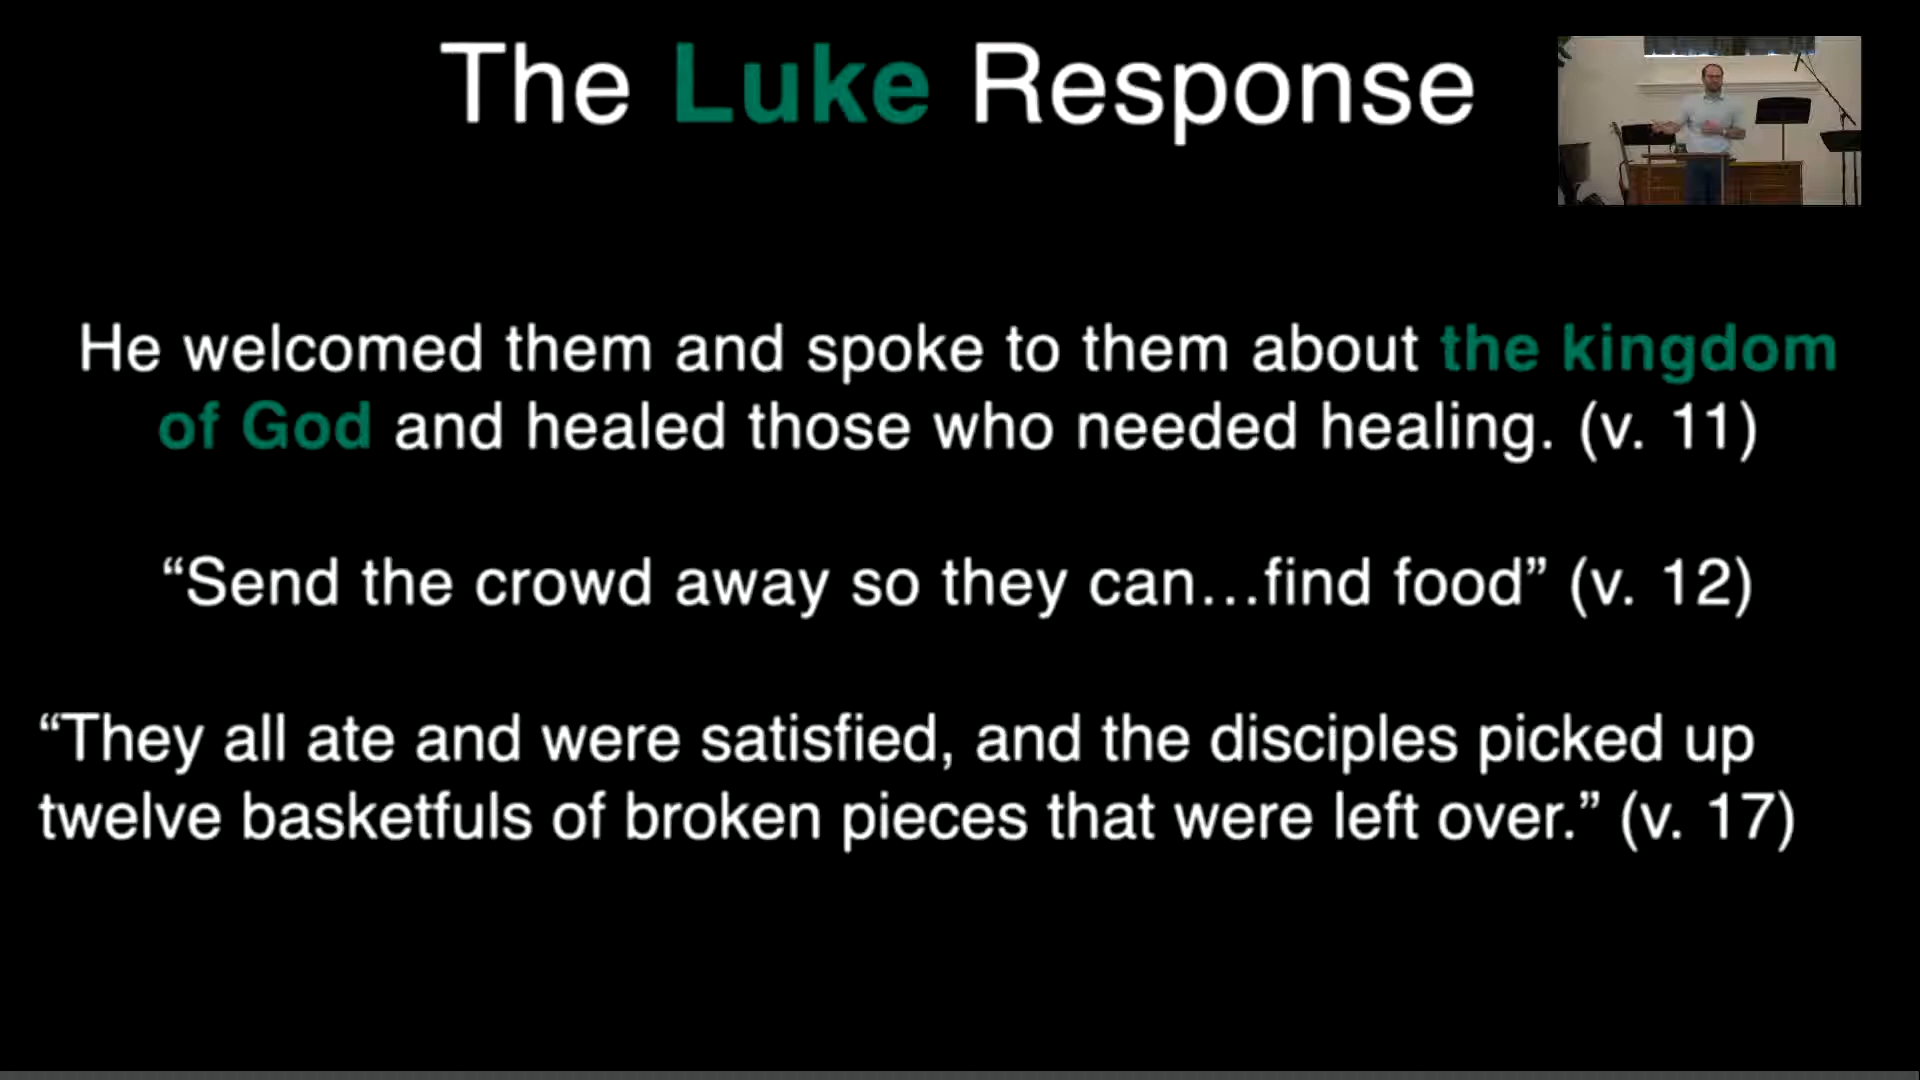 The Luke Response
He welcomed them and spoke to them about the kingdom
of God and healed those who needed healing. (v. 11)
“Send the crowd away so they can…find food” (v. 12)
“They all ate and were satisfied, and the disciples picked up
twelve basketfuls of broken pieces that were left over.” (v. 17)